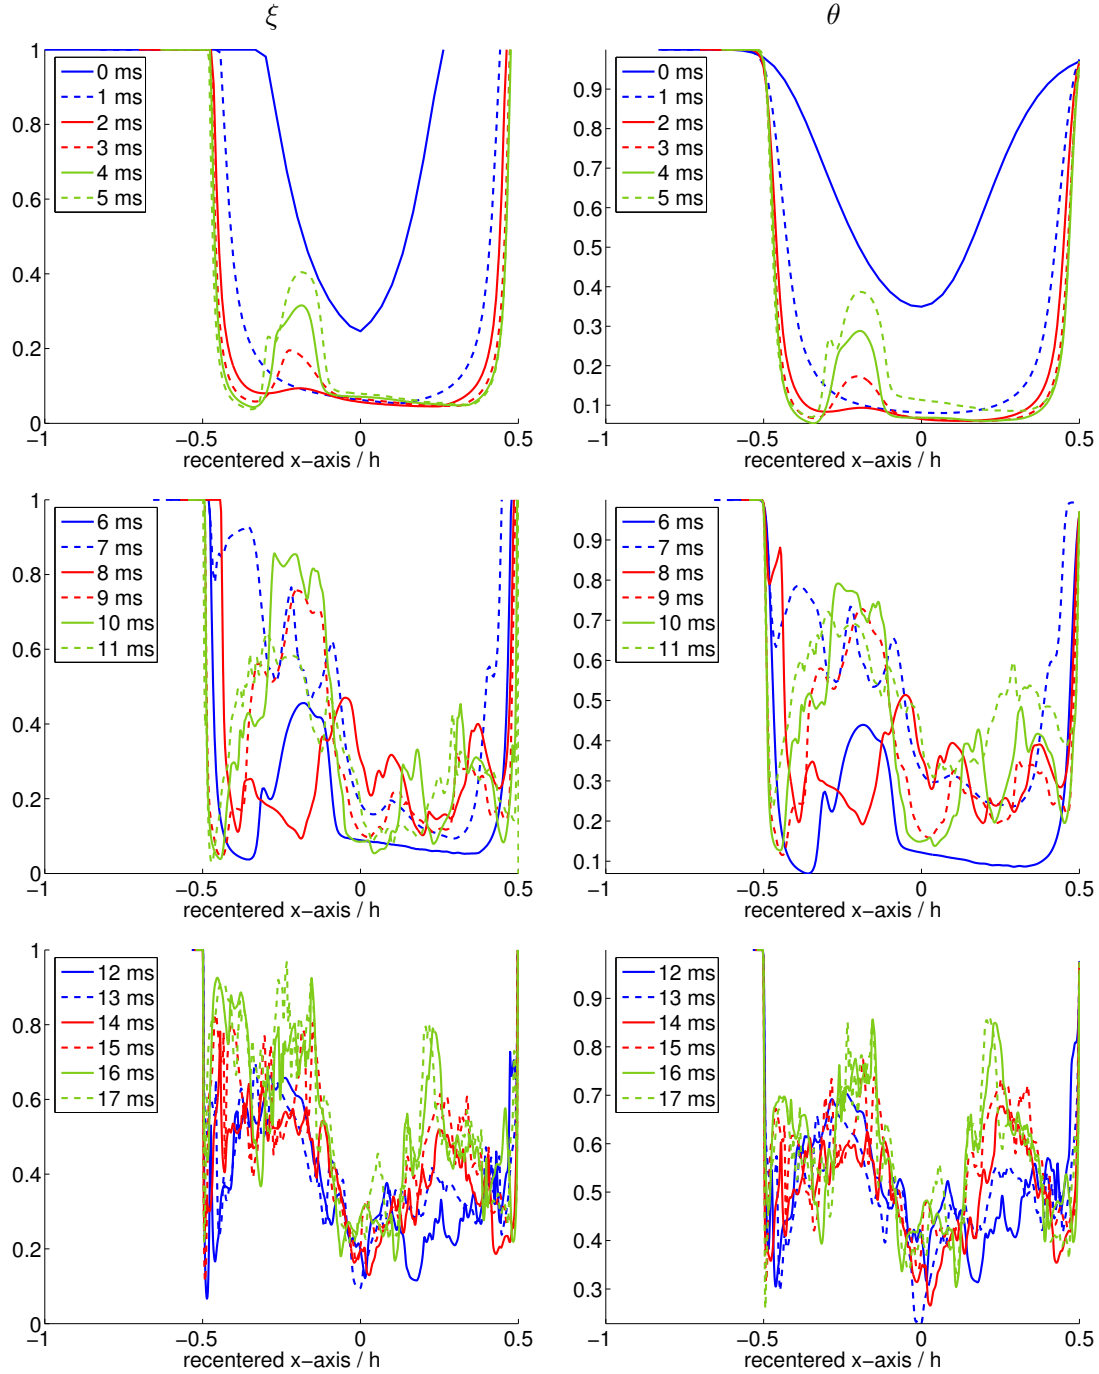 ξ
θ
1
0.8
0.6
0.4
0.2
0
0 ms
1 ms
2 ms
3 ms
4 ms
5 ms
−1
−0.5
0
0.5
recentered x−axis / h
0.9
0.8
0.7
0.6
0.5
0.4
0.3
0.2
0.1
0 ms
1 ms
2 ms
3 ms
4 ms
5 ms
−1
−0.5
0
0.5
recentered x−axis / h
1
0.8
0.6
0.4
0.2
0
6 ms
7 ms
8 ms
9 ms
10 ms
11 ms
−1
−0.5
0
0.5
recentered x−axis / h
0.9
0.8
0.7
0.6
0.5
0.4
0.3
0.2
0.1
6 ms
7 ms
8 ms
9 ms
10 ms
11 ms
−1
−0.5
0
0.5
recentered x−axis / h
1
0.8
0.6
0.4
0.2
0
12 ms
13 ms
14 ms
15 ms
16 ms
17 ms
−1
−0.5
0
0.5
recentered x−axis / h
0.9
0.8
0.7
0.6
0.5
0.4
0.3
12 ms
13 ms
14 ms
15 ms
16 ms
17 ms
−1
−0.5
0
0.5
recentered x−axis / h